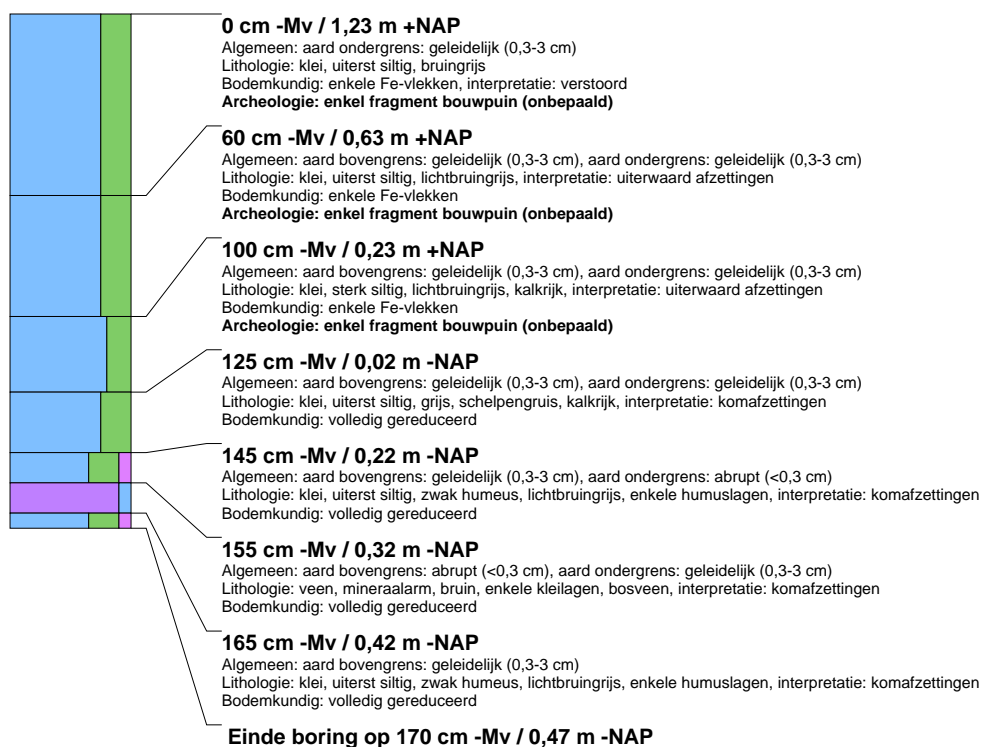 0 cm -Mv / 1,23 m +NAP
Algemeen: aard ondergrens: geleidelijk (0,3-3 cm)
Lithologie: klei, uiterst siltig, bruingrijs
Bodemkundig: enkele Fe-vlekken, interpretatie: verstoord
Archeologie: enkel fragment bouwpuin (onbepaald)
60 cm -Mv / 0,63 m +NAP
Algemeen: aard bovengrens: geleidelijk (0,3-3 cm), aard ondergrens: geleidelijk (0,3-3 cm)
Lithologie: klei, uiterst siltig, lichtbruingrijs, interpretatie: uiterwaard afzettingen
Bodemkundig: enkele Fe-vlekken
Archeologie: enkel fragment bouwpuin (onbepaald)
100 cm -Mv / 0,23 m +NAP
Algemeen: aard bovengrens: geleidelijk (0,3-3 cm), aard ondergrens: geleidelijk (0,3-3 cm)
Lithologie: klei, sterk siltig, lichtbruingrijs, kalkrijk, interpretatie: uiterwaard afzettingen
Bodemkundig: enkele Fe-vlekken
Archeologie: enkel fragment bouwpuin (onbepaald)
125 cm -Mv / 0,02 m -NAP
Algemeen: aard bovengrens: geleidelijk (0,3-3 cm), aard ondergrens: geleidelijk (0,3-3 cm)
Lithologie: klei, uiterst siltig, grijs, schelpengruis, kalkrijk, interpretatie: komafzettingen
Bodemkundig: volledig gereduceerd
145 cm -Mv / 0,22 m -NAP
Algemeen: aard bovengrens: geleidelijk (0,3-3 cm), aard ondergrens: abrupt (<0,3 cm)
Lithologie: klei, uiterst siltig, zwak humeus, lichtbruingrijs, enkele humuslagen, interpretatie: komafzettingen
Bodemkundig: volledig gereduceerd
155 cm -Mv / 0,32 m -NAP
Algemeen: aard bovengrens: abrupt (<0,3 cm), aard ondergrens: geleidelijk (0,3-3 cm)
Lithologie: veen, mineraalarm, bruin, enkele kleilagen, bosveen, interpretatie: komafzettingen
Bodemkundig: volledig gereduceerd
165 cm -Mv / 0,42 m -NAP
Algemeen: aard bovengrens: geleidelijk (0,3-3 cm)
Lithologie: klei, uiterst siltig, zwak humeus, lichtbruingrijs, enkele humuslagen, interpretatie: komafzettingen
Bodemkundig: volledig gereduceerd
Einde boring op 170 cm -Mv / 0,47 m -NAP